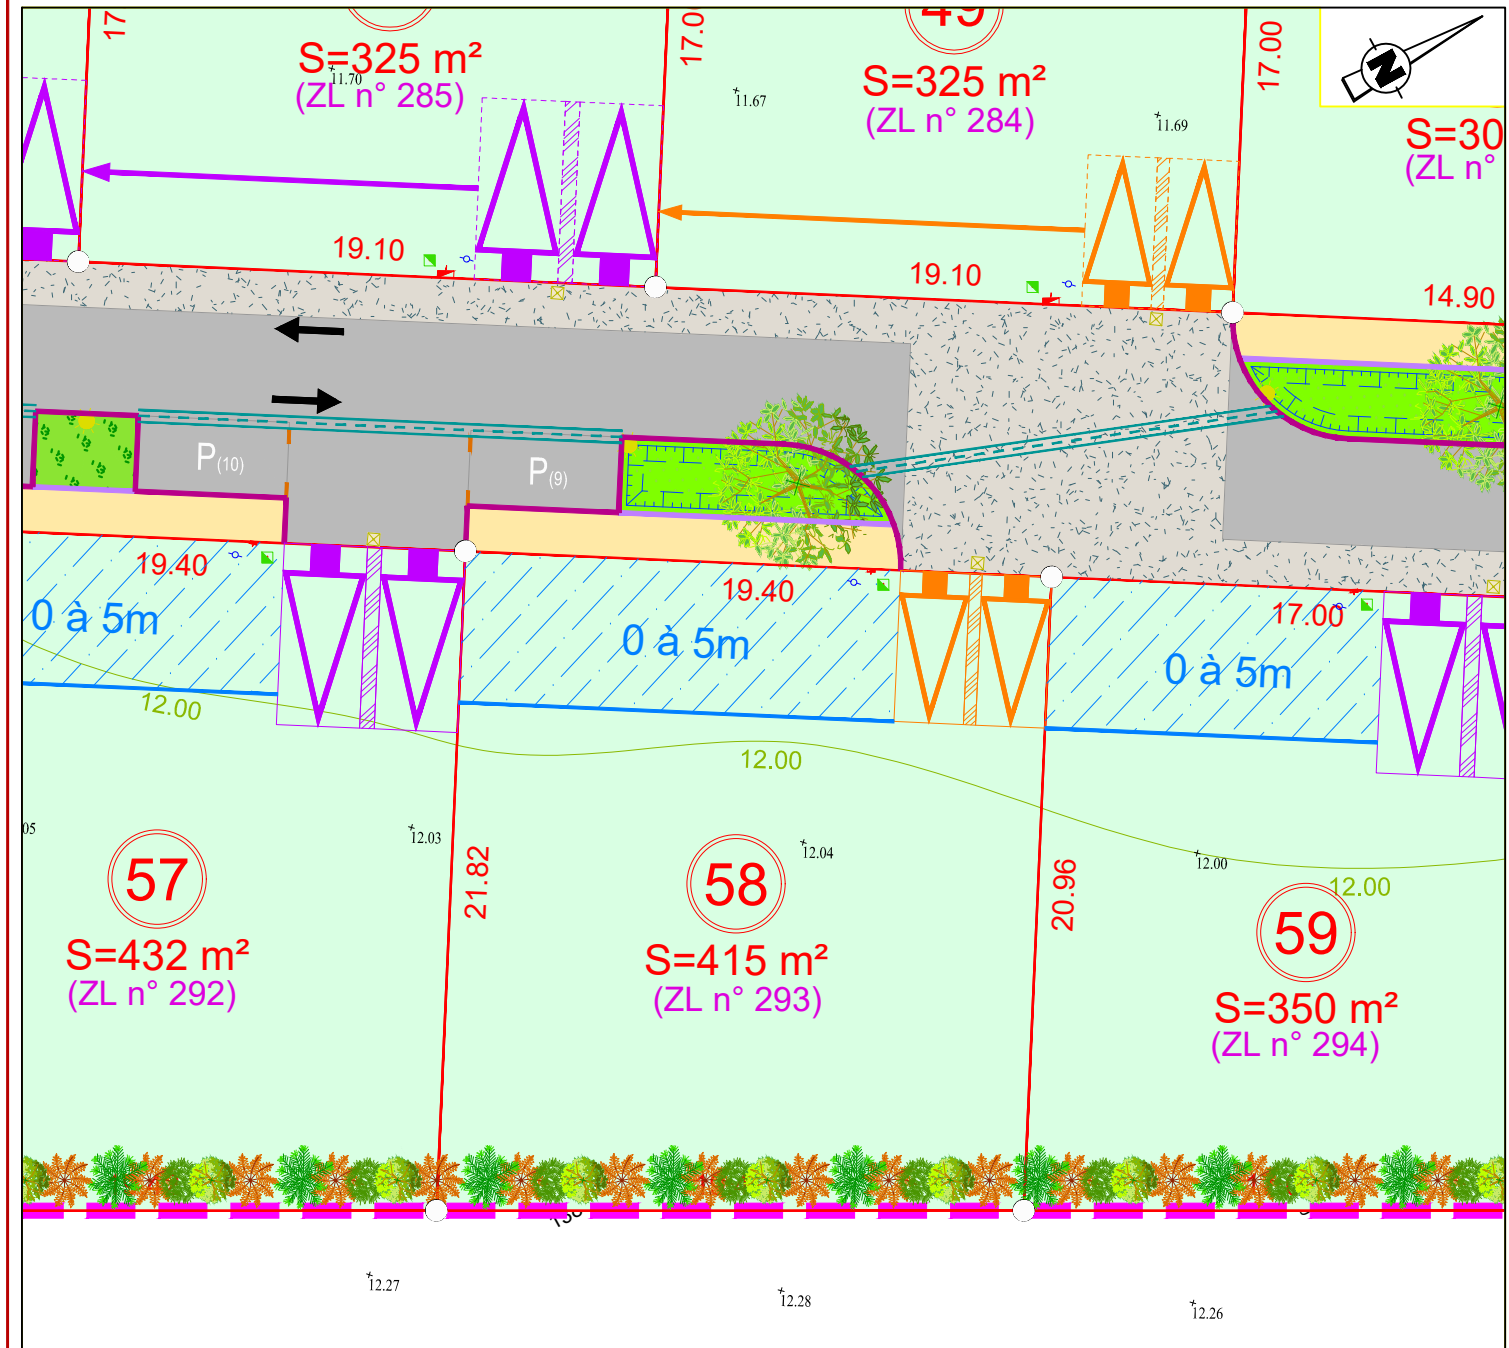 17
17.00
49
17.00
N
S=325 m²
(ZL n° 285)
11.70
11.67
S=325 m²
(ZL n° 284)
11.69
S=30
(ZL n°
19.10
19.10
14.90
P(10)
P(9)
19.40
19.40
17.00
0 à 5m
0 à 5m
0 à 5m
12.00
12.00
12.00
05
12.03
12.04
12.00
57
S=432 m²
(ZL n° 292)
21.82
58
S=415 m²
(ZL n° 293)
20.96
59
S=350 m²
(ZL n° 294)
12.27
12.28
12.26